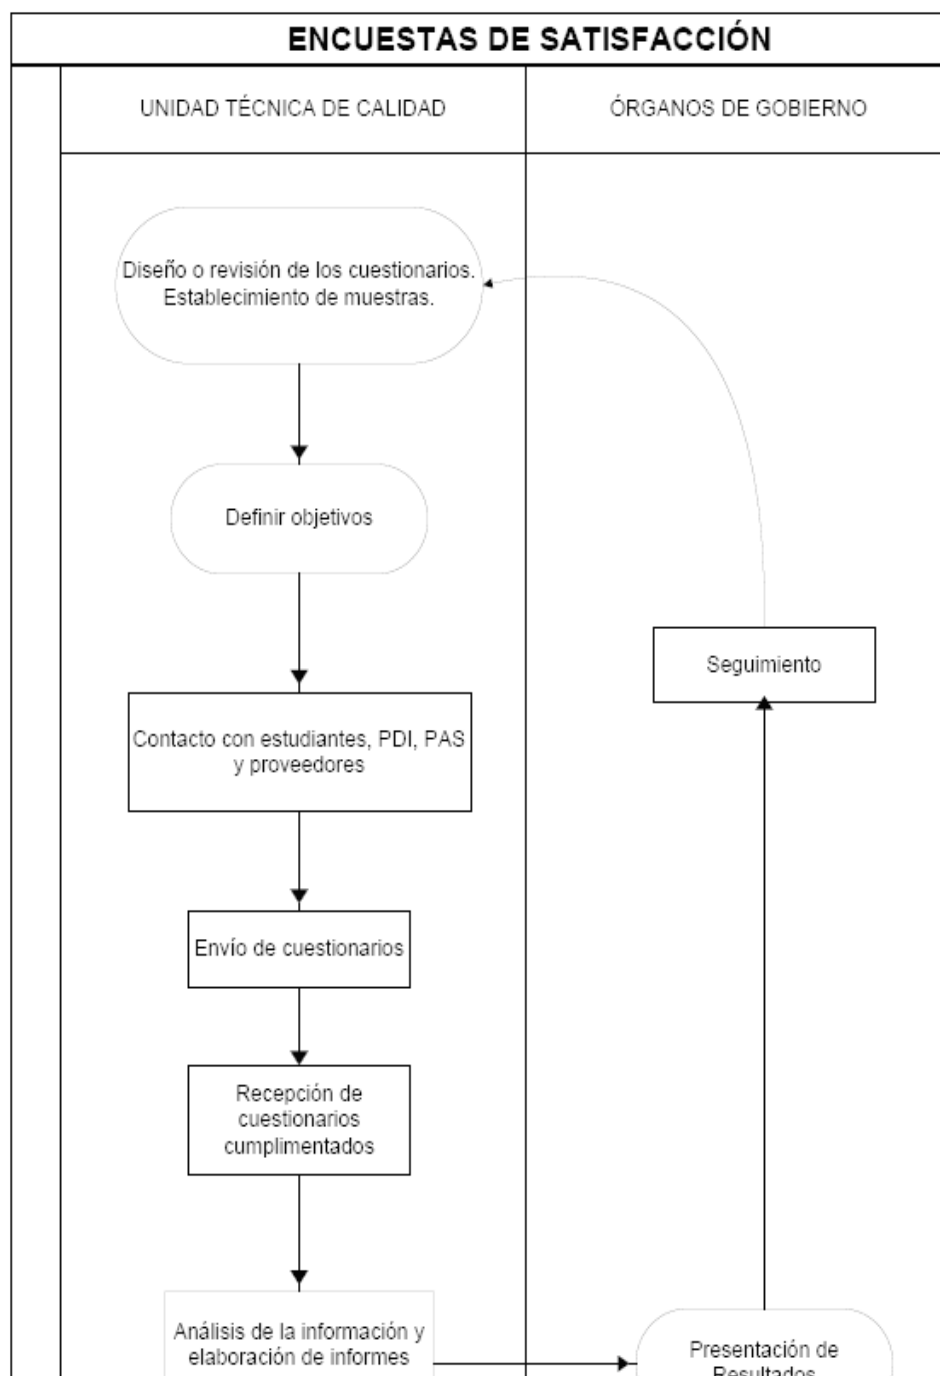 ENCUESTAS DE SATISFACCIÓN
UNIDAD TÉCNICA DE CALIDAD
ÓRGANOS DE GOBIERNO
Diseño o revisión de los cuestionarios.
Establecimiento de muestras.
Definir objetivos
Seguimiento
Contacto con estudiantes, PDI, PAS
y proveedores
Envío de cuestionarios
Recepción de
cuestionarios
cumplimentados
Análisis de la información y
elaboración de informes
Presentación de
Resultados